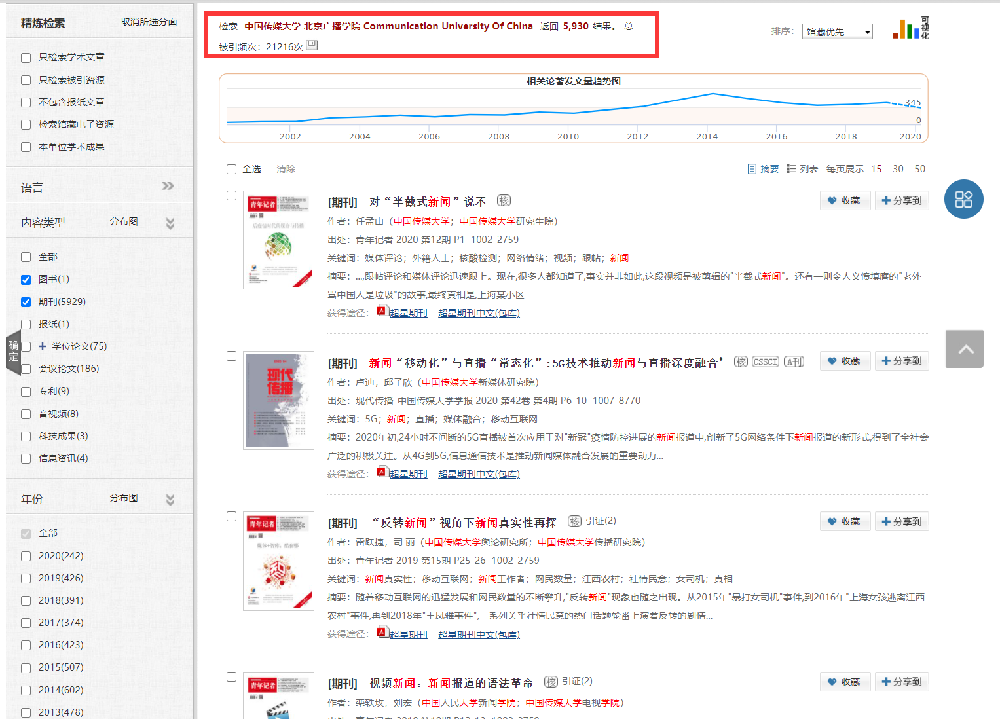 精炼检索 取消所选分面
只检索学术文章
只检索被引资源
不包含报纸文章
检索馆藏电子资源
本单位学术成果
语言
内容类型 分布图
全部
图书(1)
期刊(5929)
报纸(1)
学位论文(75)
会议论文(186)
专利(9)
音视频(8)
科技成果(3)
信息资讯(4)
确定
年份 分布图
全部
2020(242)
2019(426)
2018(391)
2017(374)
2016(423)
2015(507)
2014(602)
2013(478)
检索 中国传媒大学 北京广播学院 Communication University Of China 返回 5,930 结果。 总
被引频次：21216次
排序： 馆藏优先
可视化
相关论著发文量趋势图
345
0
2002 2004 2006 2008 2010 2012 2014 2016 2018 2020
全选 清除 摘要 列表 每页展示 15 30 50
青年记者
后疫情时代的媒介与传播
[期刊] 对“半截式新闻”说不 核 收藏 分享到
作者：任孟山（中国传媒大学；中国传媒大学研究生院）
出处：青年记者 2020 第12期 P1 1002-2759
关键词：媒体评论；外籍人士；核酸检测；网络情绪；视频；跟帖；新闻
摘要：...,跟帖评论和媒体评论迅速跟上。现在,很多人都知道了,事实并非如此,这段视频是被剪辑的"半截式新闻"。还有一则令人义愤填膺的"老外
骂中国人是垃圾"的故事,最终真相是,上海某小区
获得途径： 超星期刊 超星期刊中文(包库)
现代传播
[期刊] 新闻“移动化”与直播“常态化”:5G技术推动新闻与直播深度融合* 核 CSSCI A刊 收藏 分享到
作者：卢迪，邱子欣（中国传媒大学新媒体研究院）
出处：现代传播-中国传媒大学学报 2020 第42卷 第4期 P6-10 1007-8770
关键词：5G；新闻；直播；媒体融合；移动互联网
摘要：2020年初,24小时不间断的5G直播被首次应用于对"新冠"疫情防控进展的新闻报道中,创新了5G网络条件下新闻报道的新形式,得到了全社会
广泛的积极关注。从4G到5G,信息通信技术是推动新闻媒体融合发展的重要动力...
获得途径： 超星期刊 超星期刊中文(包库)
青年记者
媒体+智库，酷在哪
[期刊] “反转新闻”视角下新闻真实性再探 核 引证(2) 收藏 分享到
作者：雷跃捷，司 丽（中国传媒大学舆论研究所；中国传媒大学传播研究院）
出处：青年记者 2019 第15期 P25-26 1002-2759
关键词：新闻真实性；移动互联网；新闻工作者；网民数量；江西农村；社情民意；女司机；真相
摘要：随着移动互联网的迅猛发展和网民数量的不断攀升,"反转新闻"现象也随之出现。从2015年"暴打女司机"事件,到2016年"上海女孩逃离江西
农村"事件,再到2018年"王凤雅事件",一系列关乎社情民意的热门话题轮番上演着反转的剧情...
获得途径： 超星期刊 超星期刊中文(包库)
青年记者
[期刊] 视频新闻：新闻报道的语法革命 核 引证(2) 收藏 分享到
作者：栾轶玫，刘宏（中国人民大学新闻学院；中国传媒大学电视学院）